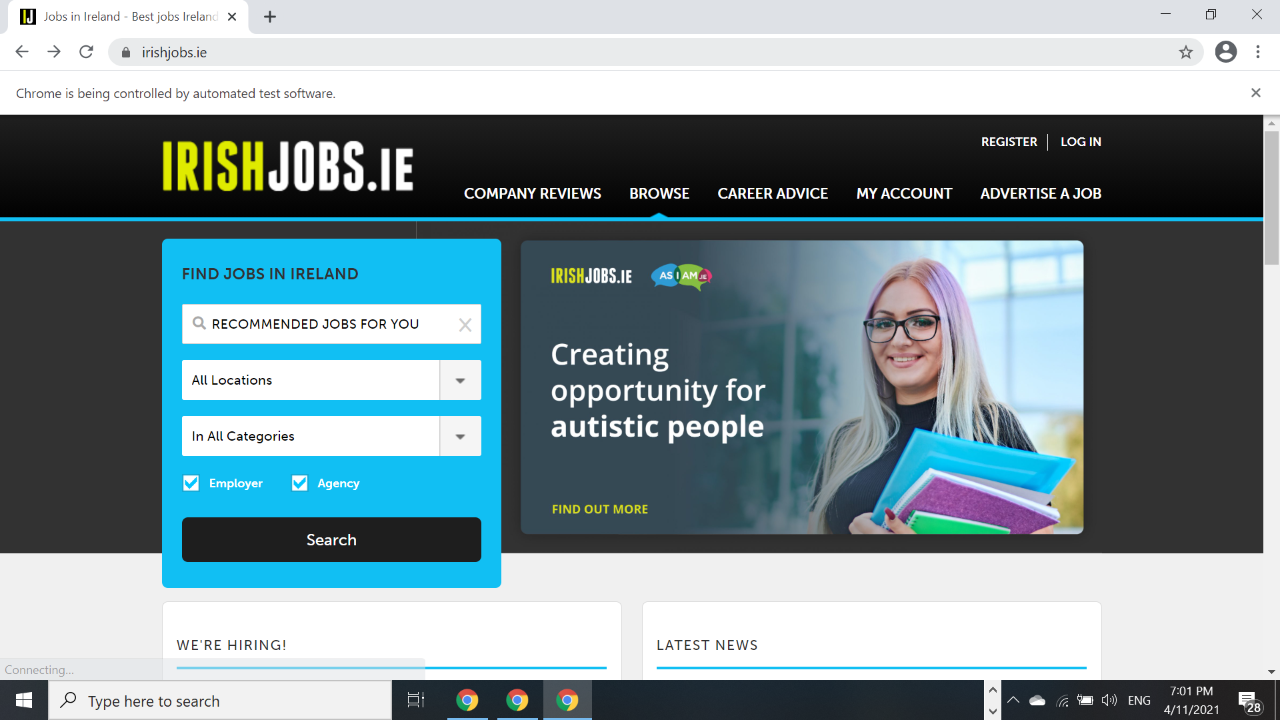 Jobs in Ireland - Best jobs Ireland
irishjobs.ie
Chrome is being controlled by automated test software.
IRISHJOBS.IE
REGISTER
LOG IN
COMPANY REVIEWS
BROWSE
CAREER ADVICE
MY ACCOUNT
ADVERTISE A JOB
FIND JOBS IN IRELAND
RECOMMENDED JOBS FOR YOU
All Locations
In All Categories
Employer
Agency
Search
IRISHJOBS.IE
AS I AM.IE
Creating
opportunity for
autistic people
FIND OUT MORE
WE'RE HIRING!
LATEST NEWS
Connecting...
Type here to search
ENG
7:01 PM
4/11/2021
28